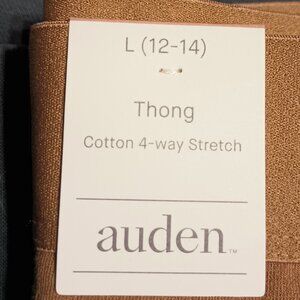 L (12-14)
Thong
Cotton 4-way Stretch
auden™